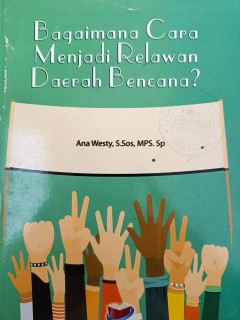 Bagaimana Cara
Menjadi Relawan
Daerah Bencana?
Ana Westy, S.Sos, MPS. Sp